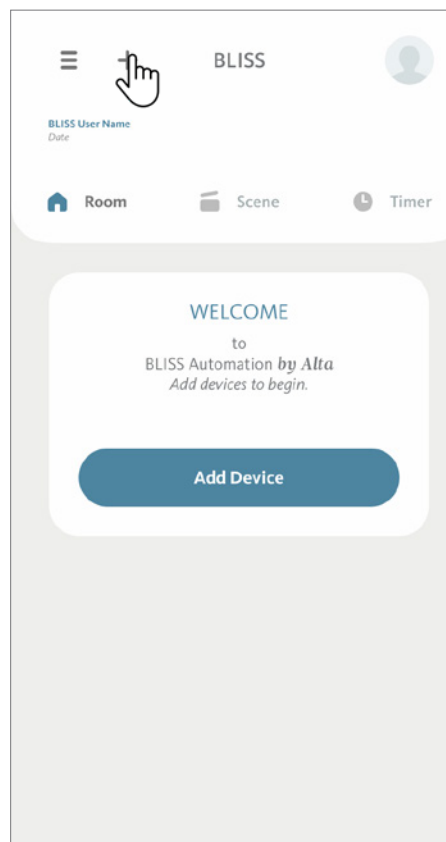 BLISS
BLISS User Name
Date
Room
Scene
Timer
WELCOME
to
BLISS Automation by Alta
Add devices to begin.
Add Device